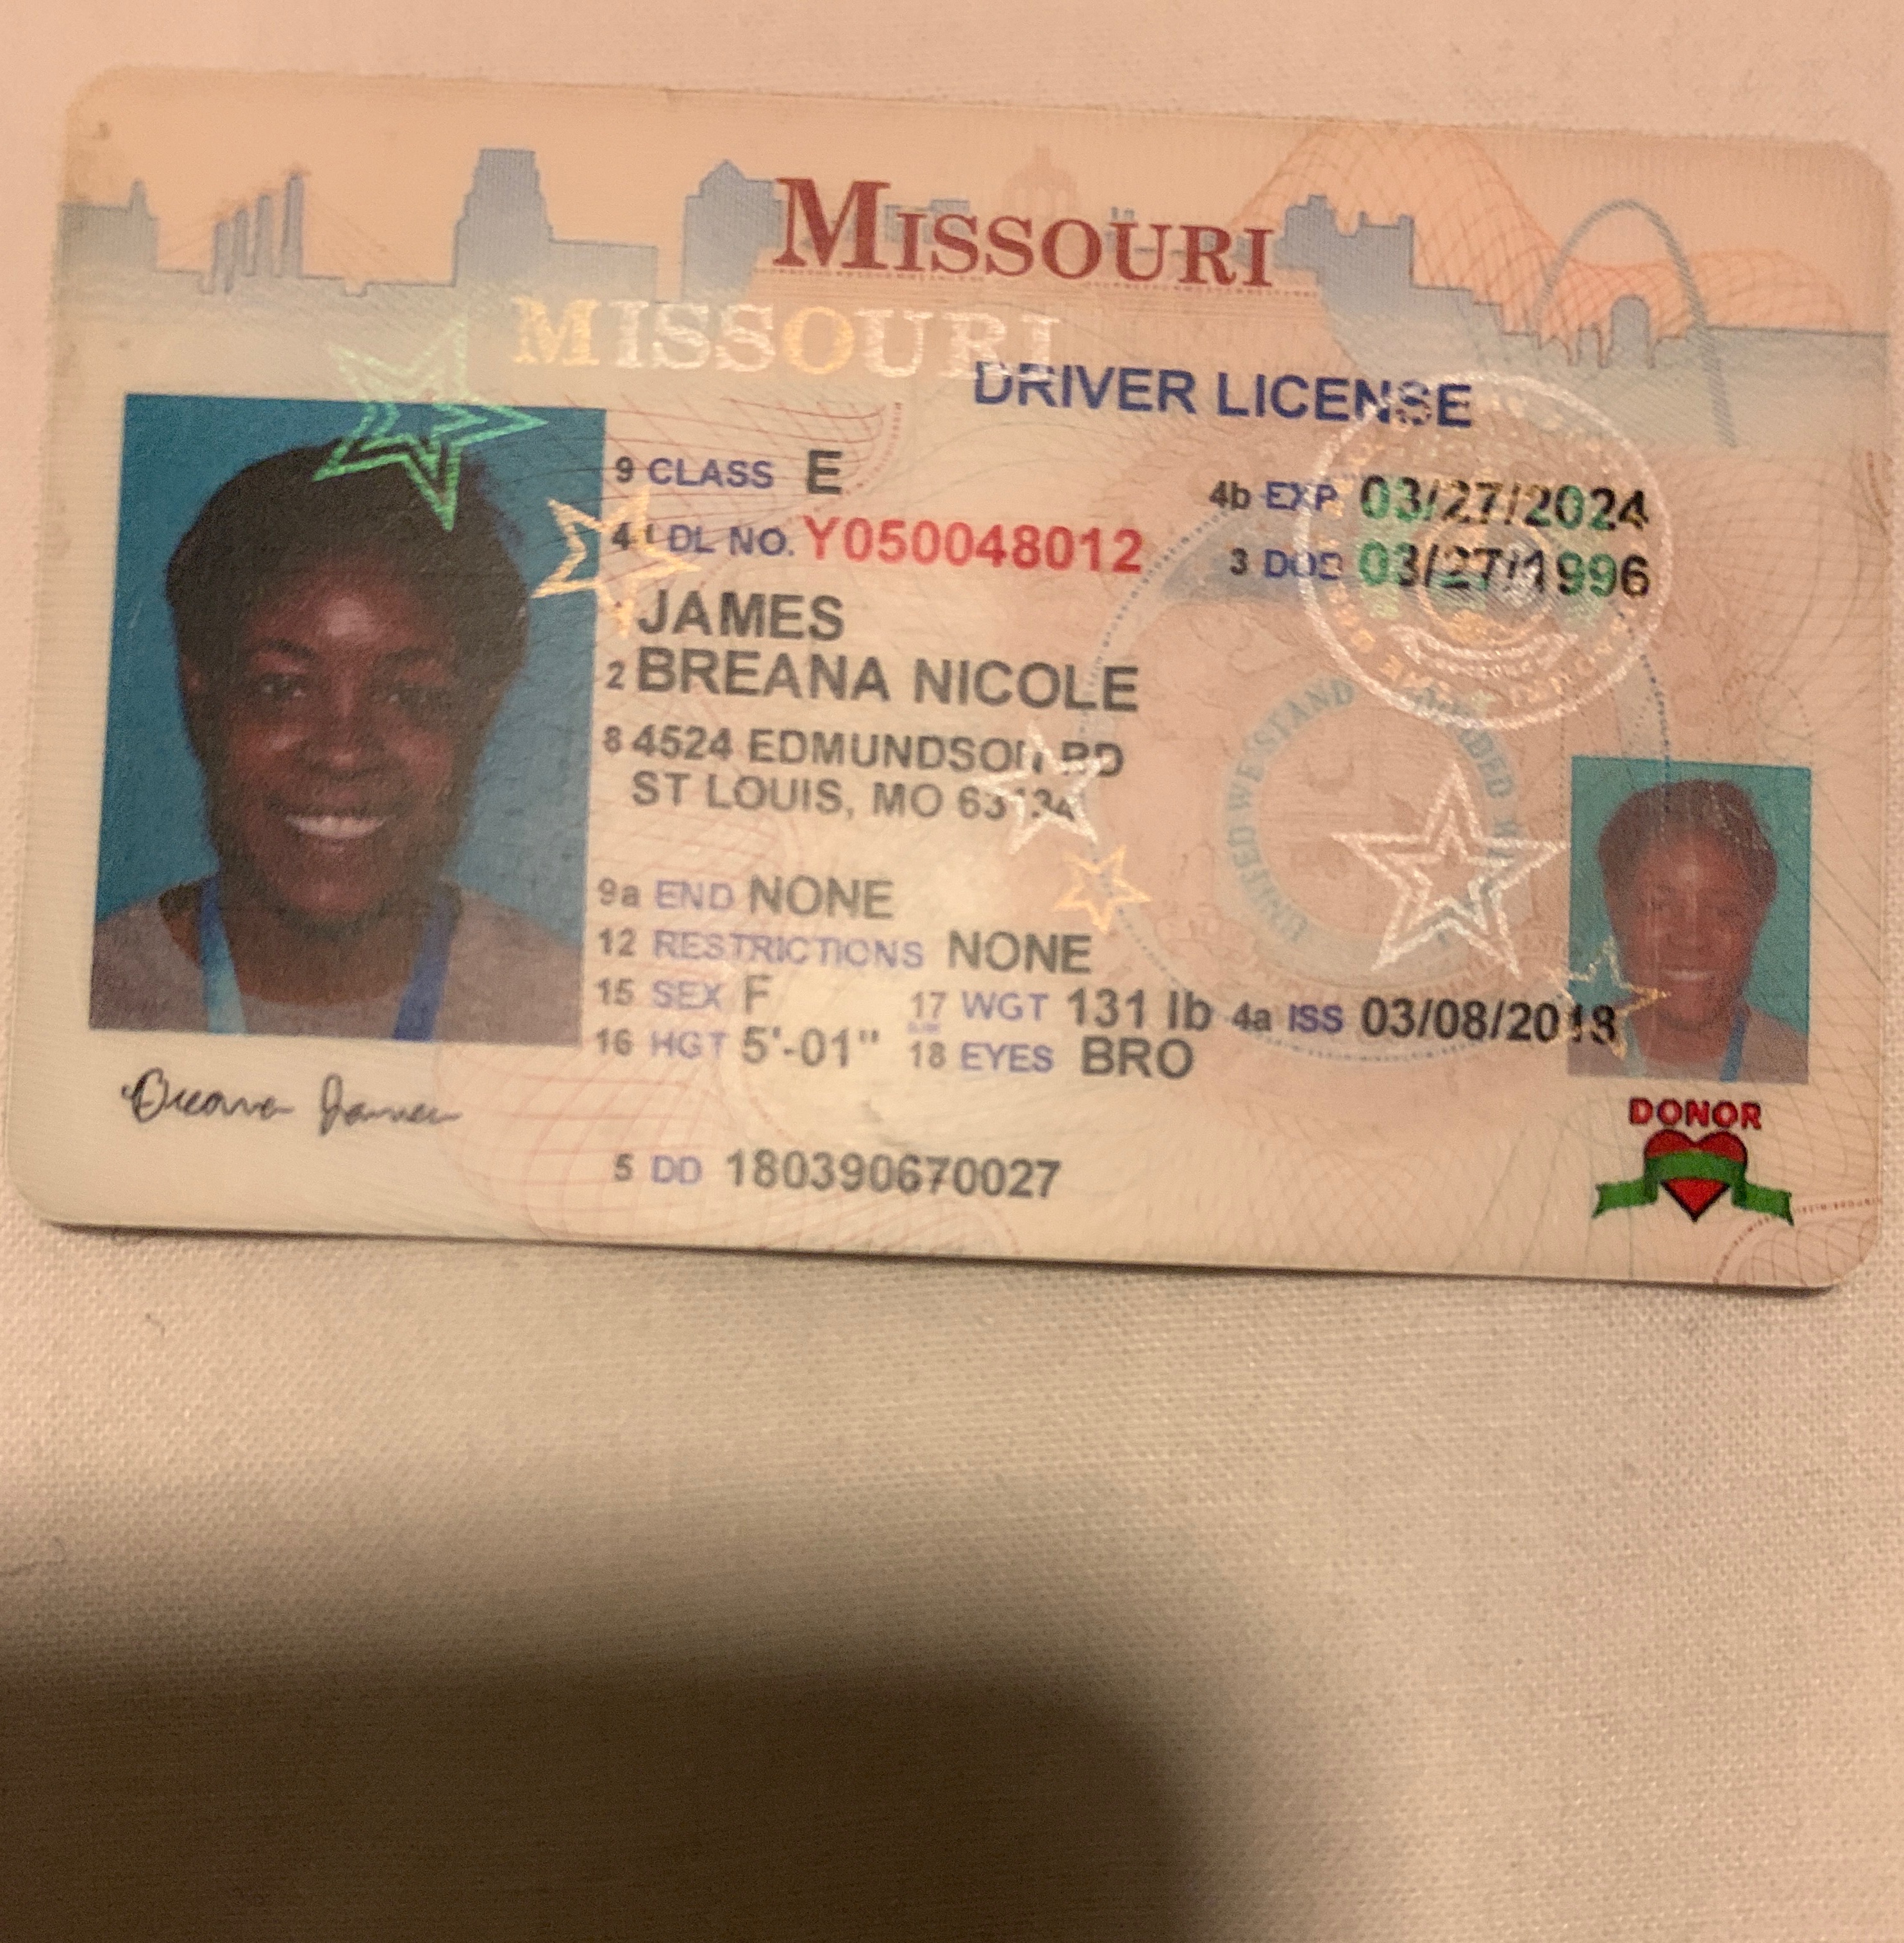 MISSOURI
MISSOURI
DRIVER LICENSE
9 CLASS E
4b EXP 03/27/2024
4d DL NO. Y050048012
3 DOB 03/27/1996
JAMES
2 BREANA NICOLE
8 4524 EDMUNDSON RD
ST LOUIS, MO 63134
UNITED WE STAND DIVIDED WE
9a END NONE
12 RESTRICTIONS NONE
15 SEX F 17 WGT 131 lb 4a ISS 03/08/2018
16 HGT 5'-01" 18 EYES BRO
Breana James
DONOR
5 DD 180390670027